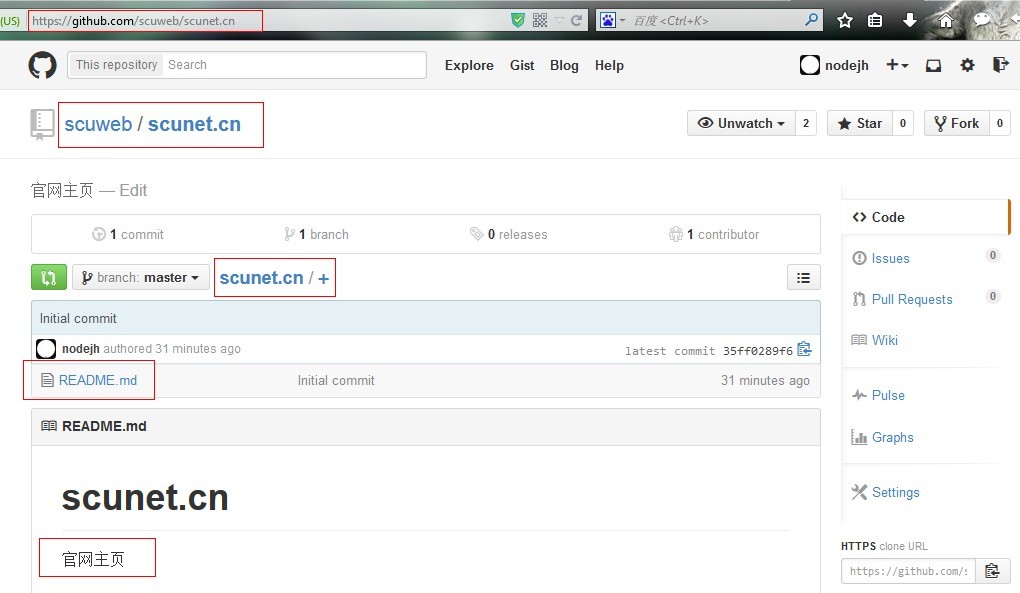 (US) https://github.com/scuweb/scunet.cn 百度 <Ctrl+K>
This repository Search Explore Gist Blog Help nodejh
scuweb / scunet.cn Unwatch 2 Star 0 Fork 0
官网主页 — Edit
1 commit 1 branch 0 releases 1 contributor
branch: master scunet.cn / +
Initial commit
nodejh authored 31 minutes ago latest commit 35ff0289f6
README.md Initial commit 31 minutes ago
README.md
scunet.cn
官网主页
Code
Issues 0
Pull Requests 0
Wiki
Pulse
Graphs
Settings
HTTPS clone URL
https://github.com/s